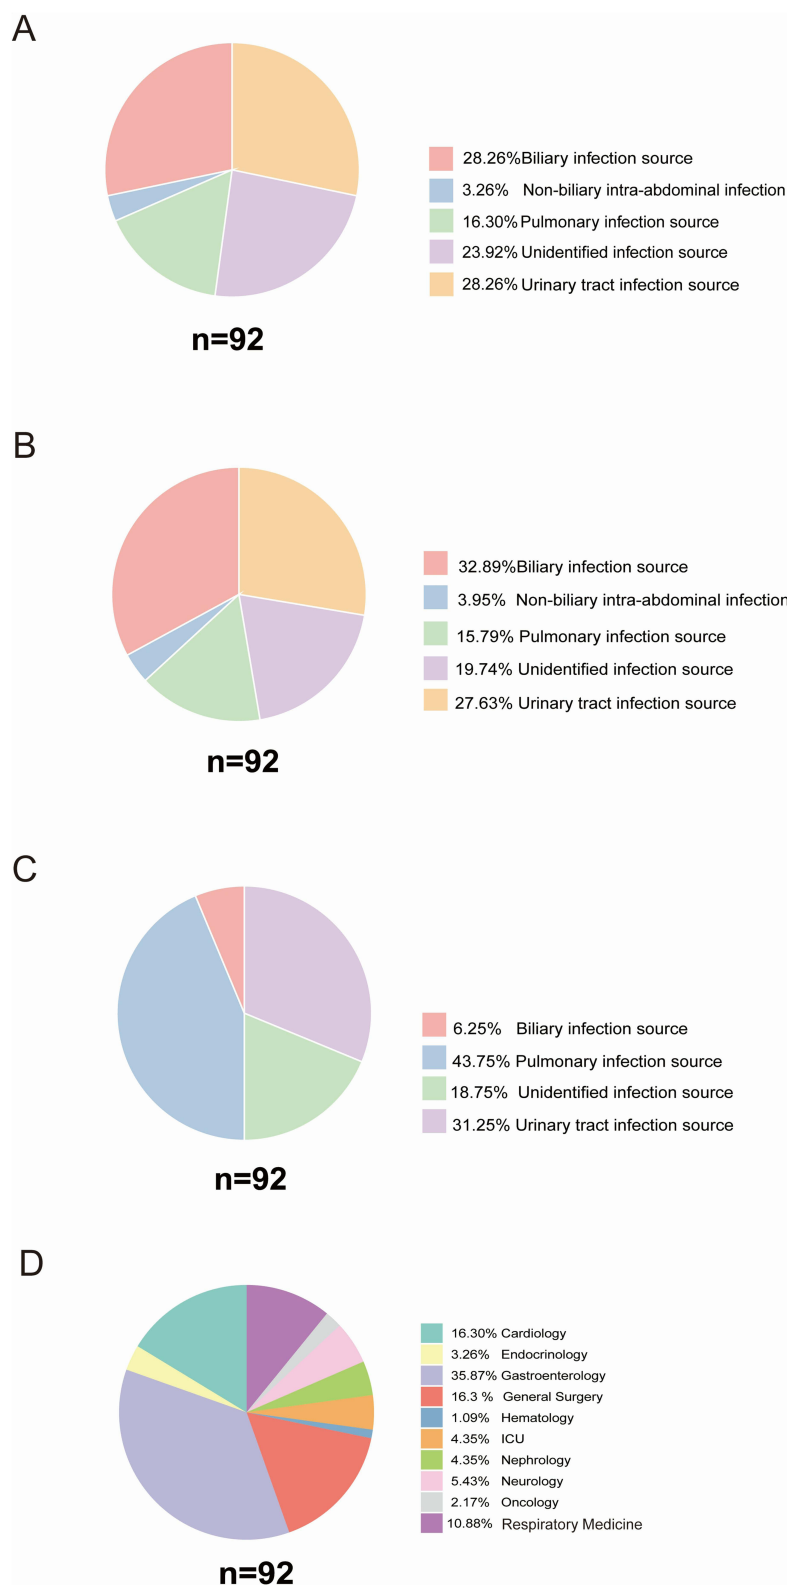 A
28.26%Biliary infection source
3.26% Non-biliary intra-abdominal infection
16.30%Pulmonary infection source
23.92%Unidentified infection source
28.26%Urinary tract infection source
n=92
B
32.89%Biliary infection source
3.95% Non-biliary intra-abdominal infection
15.79% Pulmonary infection source
19.74% Unidentified infection source
27.63% Urinary tract infection source
n=92
C
6.25% Biliary infection source
43.75% Pulmonary infection source
18.75% Unidentified infection source
31.25% Urinary tract infection source
n=92
D
16.30% Cardiology
3.26% Endocrinology
35.87% Gastroenterology
16.3 % General Surgery
1.09% Hematology
4.35% ICU
4.35% Nephrology
5.43% Neurology
2.17% Oncology
10.88% Respiratory Medicine
n=92